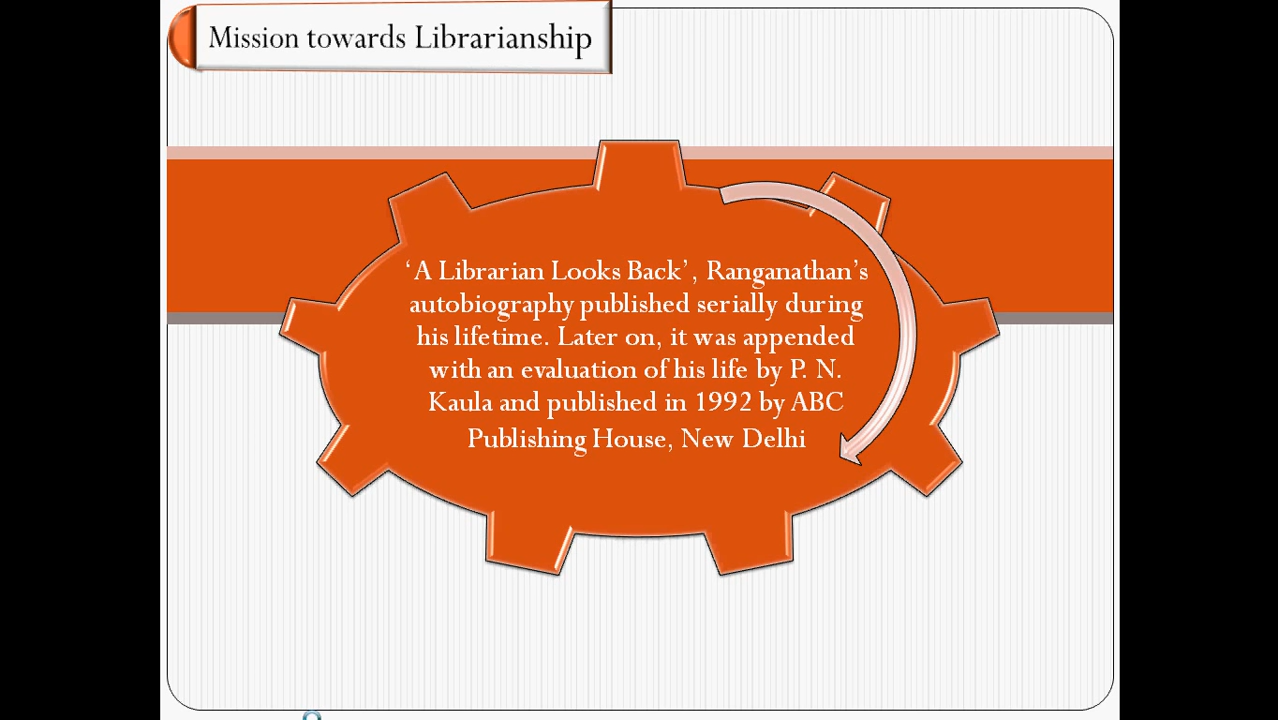 Mission towards Librarianship
‘A Librarian Looks Back’, Ranganathan’s
autobiography published serially during
his lifetime. Later on, it was appended
with an evaluation of his life by P. N.
Kaula and published in 1992 by ABC
Publishing House, New Delhi